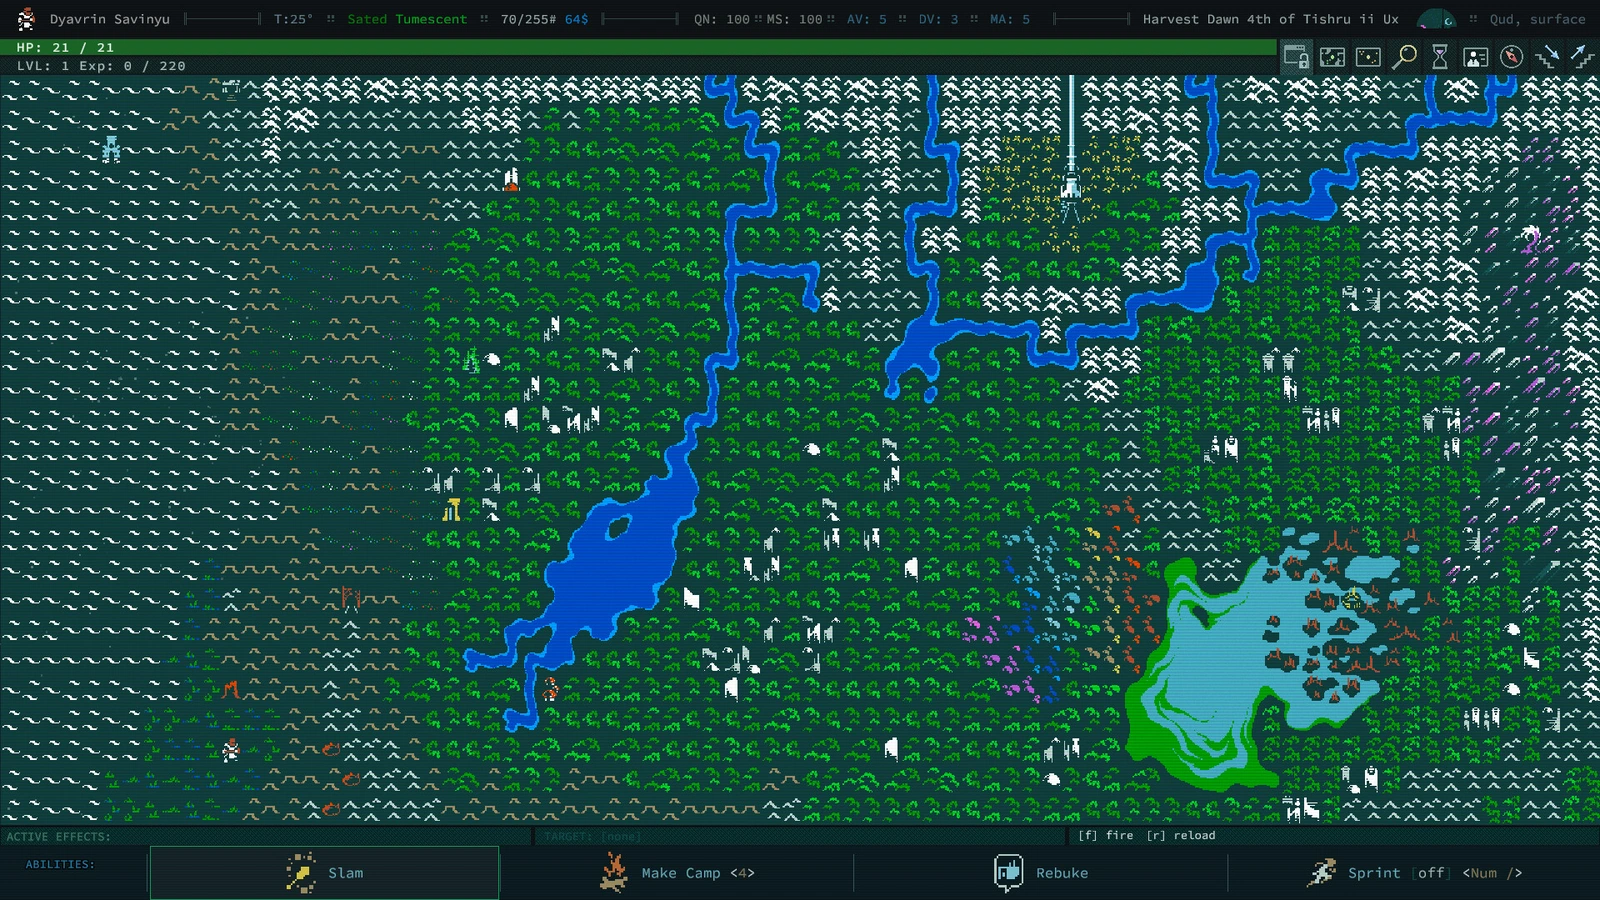 Dyavrin Savinyu T:25° Sated Tumescent 70/255# 64$ QN: 100 MS: 100 AV: 5 DV: 3 MA: 5 Harvest Dawn 4th of Tishru ii Ux Qud, surface
HP: 21 / 21
LVL: 1 Exp: 0 / 220
ACTIVE EFFECTS: TARGET: [none] [f] fire [r] reload
ABILITIES: Slam Make Camp <4> Rebuke Sprint [off] <Num />